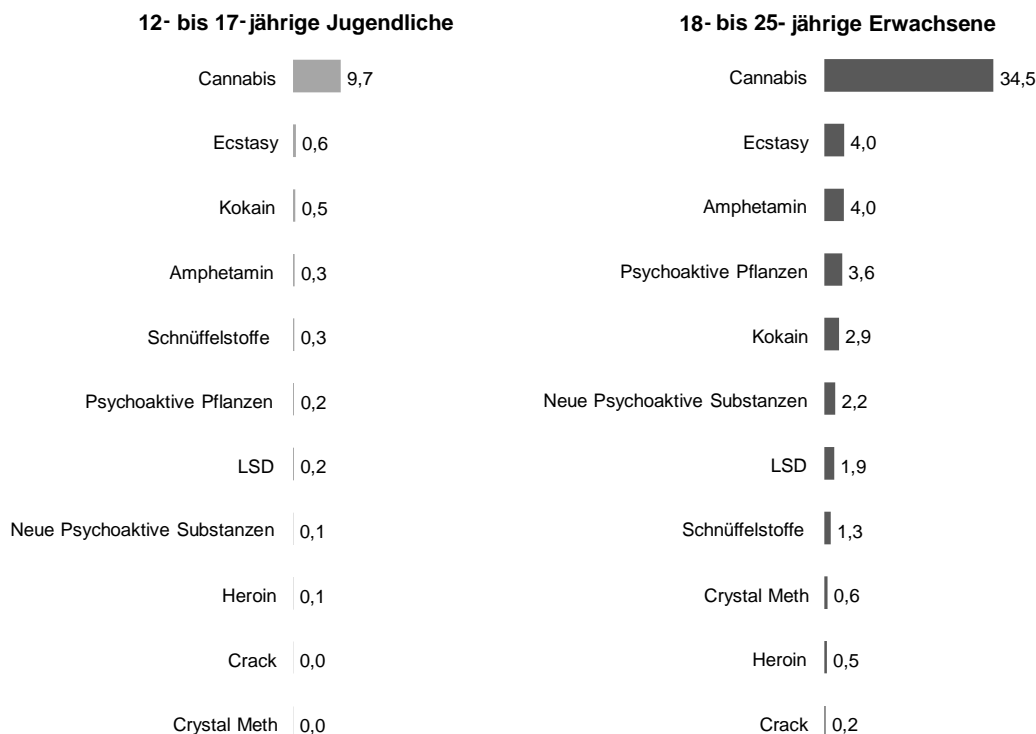 12- bis 17-jährige Jugendliche
Cannabis 9,7
Ecstasy 0,6
Kokain 0,5
Amphetamin 0,3
Schnüffelstoffe 0,3
Psychoaktive Pflanzen 0,2
LSD 0,2
Neue Psychoaktive Substanzen 0,1
Heroin 0,1
Crack 0,0
Crystal Meth 0,0
18- bis 25- jährige Erwachsene
Cannabis 34,5
Ecstasy 4,0
Amphetamin 4,0
Psychoaktive Pflanzen 3,6
Kokain 2,9
Neue Psychoaktive Substanzen 2,2
LSD 1,9
Schnüffelstoffe 1,3
Crystal Meth 0,6
Heroin 0,5
Crack 0,2